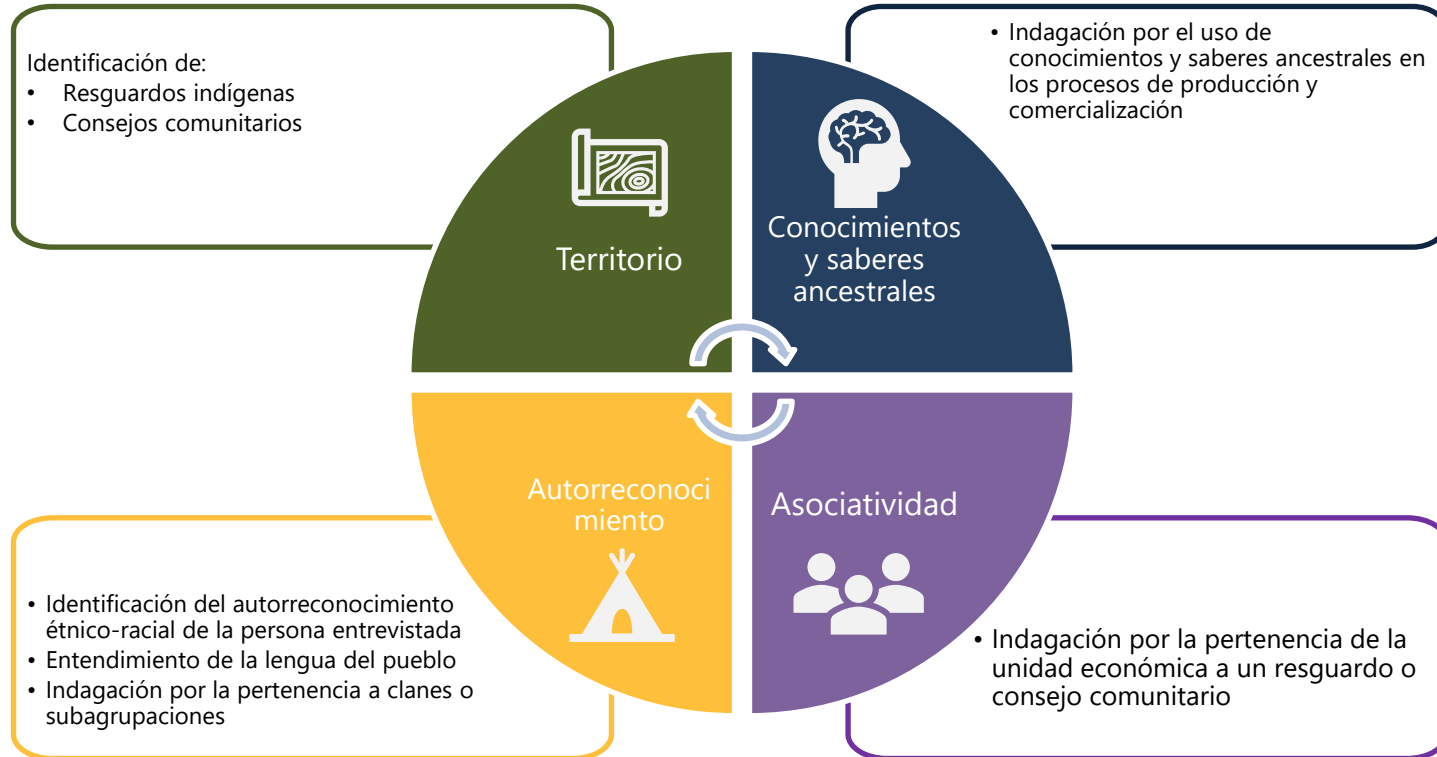 Identificación de:
• Resguardos indígenas
• Consejos comunitarios
• Indagación por el uso de
conocimientos y saberes ancestrales en
los procesos de producción y
comercialización
Territorio
Conocimientos
y saberes
ancestrales
Autorreconoci
miento
Asociatividad
• Identificación del autorreconocimiento
étnico-racial de la persona entrevistada
• Entendimiento de la lengua del pueblo
• Indagación por la pertenencia a clanes o
subagrupaciones
• Indagación por la pertenencia de la
unidad económica a un resguardo o
consejo comunitario